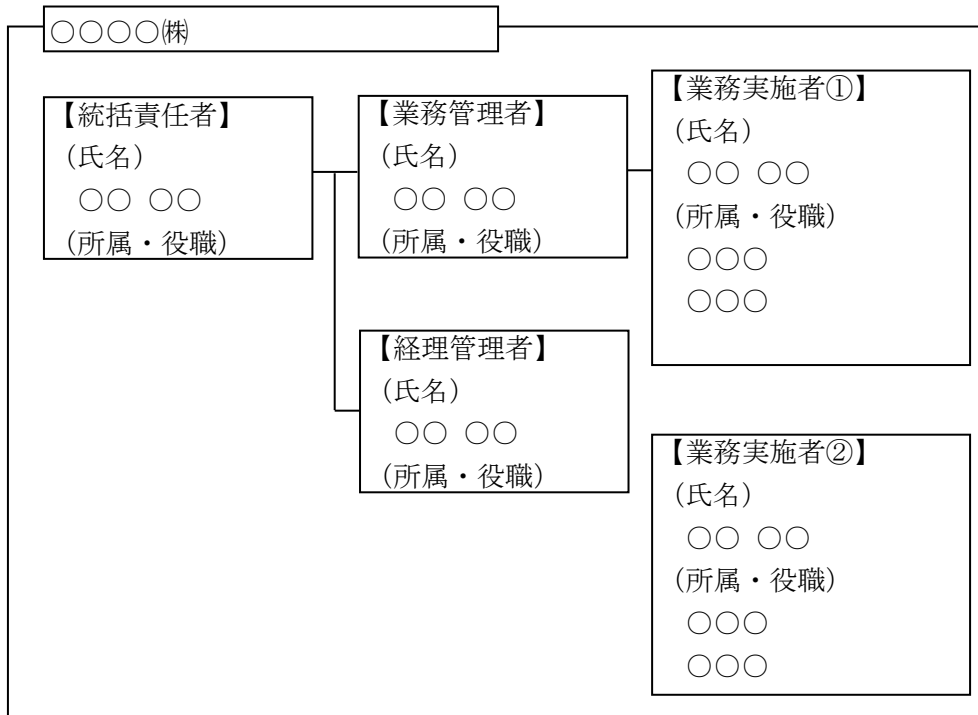 ○○○○㈱
【統括責任者】
(氏名)
○○ ○○
(所属・役職)
【業務管理者】
(氏名)
○○ ○○
(所属・役職)
【業務実施者①】
(氏名)
○○ ○○
(所属・役職)
○○○
○○○
【経理管理者】
(氏名)
○○ ○○
(所属・役職)
【業務実施者②】
(氏名)
○○ ○○
(所属・役職)
○○○
○○○